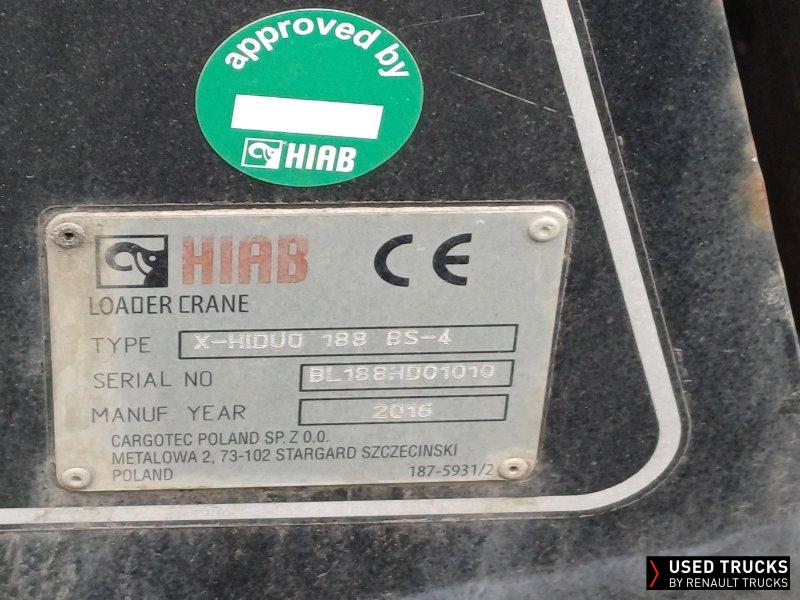 approved by
HIAB
HIAB CE
LOADER CRANE
TYPE X-HIDUO 188 BS-4
SERIAL NO BL188HD01010
MANUF. YEAR 2016
CARGOTEC POLAND SP. Z O.O.
METALOWA 2, 73-102 STARGARD SZCZECINSKI
POLAND 187-5931/2
USED TRUCKS
BY RENAULT TRUCKS